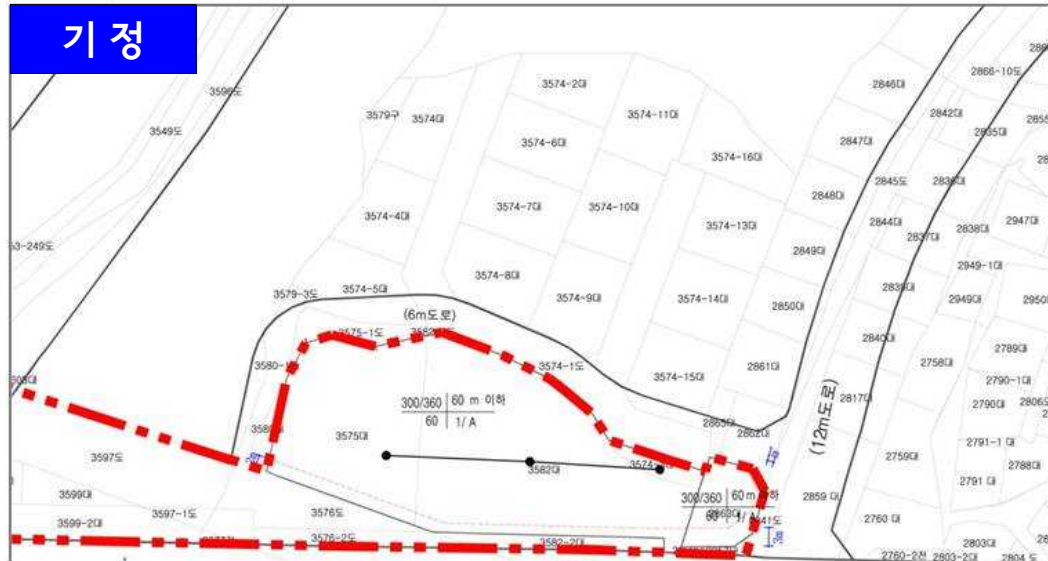 기 정
3596도
3549도
3579구
3574대
3574-2대
3574-11대
3574-6대
3574-16대
3574-7대
3574-10대
3574-4대
3574-13대
3574-8대
3574-9대
3574-14대
3574-5대
3579-3도
(6m도로)
3575-1도
3574-1도
3574-15대
2846대
2866-10도
2842대
2835대
2847대
2845도
2836대
2848대
2844대
2837대
2838대
2947대
2849대
2949-1대
2839대
2949대
2850대
2840대
2789대
2861대
2758대
2790-1대
2817대
2790대
2862대
(12m도로)
2791-1 대
2759대
2788대
2791 대
2859 대
2760 대
2803대
2760-2전
2803-2대
2804 도
300/360
60 m 이하
60
1/ A
3575대
3582대
300/360
60 m 이하
60
1/ A
3597도
3599대
3597-1도
3576도
3599-2대
3576-2도
3582-2대
3m